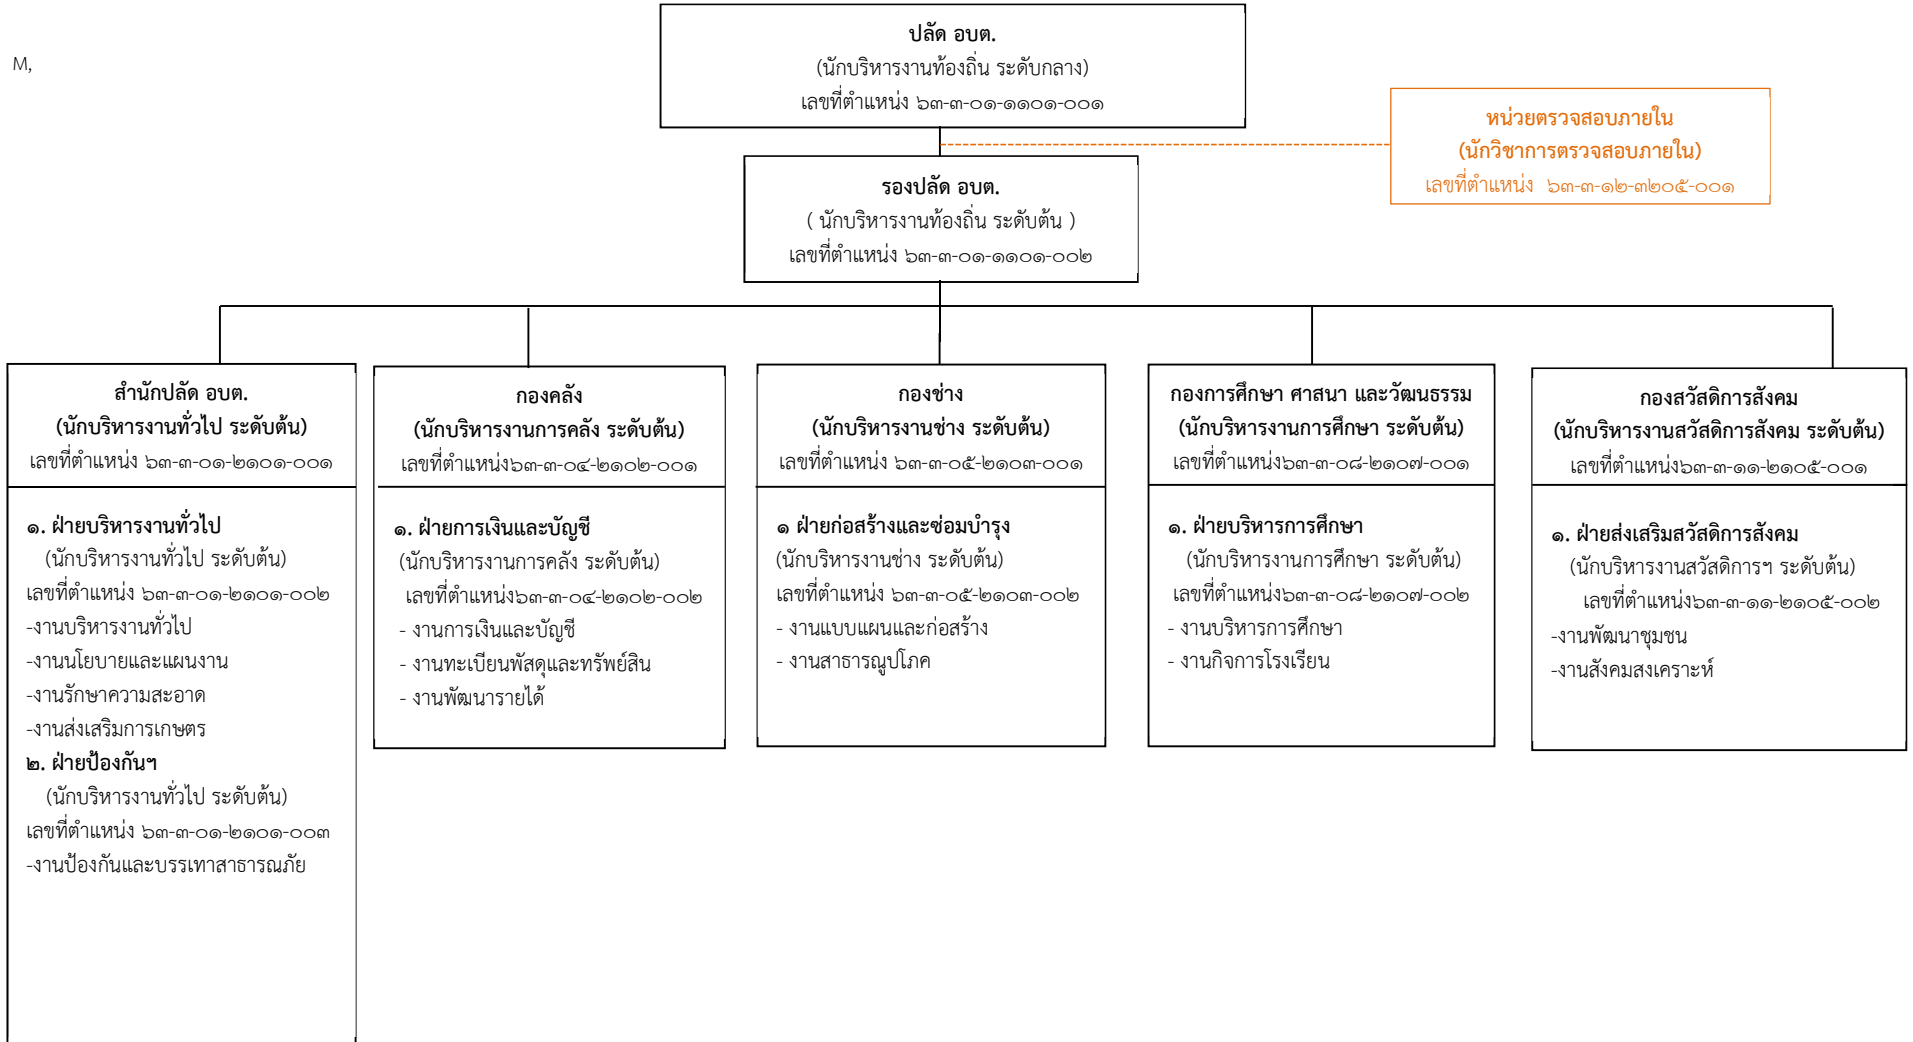 M,
ปลัด อบต.
(นักบริหารงานท้องถิ่น ระดับกลาง)
เลขที่ตำแหน่ง ๖๓-๓-๐๑-๑๑๐๑-๐๐๑
หน่วยตรวจสอบภายใน
(นักวิชาการตรวจสอบภายใน)
เลขที่ตำแหน่ง ๖๓-๓-๑๒-๓๒๐๕-๐๐๑
รองปลัด อบต.
( นักบริหารงานท้องถิ่น ระดับต้น )
เลขที่ตำแหน่ง ๖๓-๓-๐๑-๑๑๐๑-๐๐๒
สำนักปลัด อบต.
(นักบริหารงานทั่วไป ระดับต้น)
เลขที่ตำแหน่ง ๖๓-๓-๐๑-๒๑๐๑-๐๐๑
๑. ฝ่ายบริหารงานทั่วไป
(นักบริหารงานทั่วไป ระดับต้น)
เลขที่ตำแหน่ง ๖๓-๓-๐๑-๒๑๐๑-๐๐๒
-งานบริหารงานทั่วไป
-งานนโยบายและแผนงาน
-งานรักษาความสะอาด
-งานส่งเสริมการเกษตร
๒. ฝ่ายป้องกันฯ
(นักบริหารงานทั่วไป ระดับต้น)
เลขที่ตำแหน่ง ๖๓-๓-๐๑-๒๑๐๑-๐๐๓
-งานป้องกันและบรรเทาสาธารณภัย
กองคลัง
(นักบริหารงานการคลัง ระดับต้น)
เลขที่ตำแหน่ง๖๓-๓-๐๔-๒๑๐๒-๐๐๑
๑. ฝ่ายการเงินและบัญชี
(นักบริหารงานการคลัง ระดับต้น)
เลขที่ตำแหน่ง๖๓-๓-๐๔-๒๑๐๒-๐๐๒
- งานการเงินและบัญชี
- งานทะเบียนพัสดุและทรัพย์สิน
- งานพัฒนารายได้
กองช่าง
(นักบริหารงานช่าง ระดับต้น)
เลขที่ตำแหน่ง ๖๓-๓-๐๕-๒๑๐๓-๐๐๑
๑ ฝ่ายก่อสร้างและซ่อมบำรุง
(นักบริหารงานช่าง ระดับต้น)
เลขที่ตำแหน่ง ๖๓-๓-๐๕-๒๑๐๓-๐๐๒
- งานแบบแผนและก่อสร้าง
- งานสาธารณูปโภค
กองการศึกษา ศาสนา และวัฒนธรรม
(นักบริหารงานการศึกษา ระดับต้น)
เลขที่ตำแหน่ง๖๓-๓-๐๘-๒๑๐๗-๐๐๑
๑. ฝ่ายบริหารการศึกษา
(นักบริหารงานการศึกษา ระดับต้น)
เลขที่ตำแหน่ง๖๓-๓-๐๘-๒๑๐๗-๐๐๒
- งานบริหารการศึกษา
- งานกิจการโรงเรียน
กองสวัสดิการสังคม
(นักบริหารงานสวัสดิการสังคม ระดับต้น)
เลขที่ตำแหน่ง๖๓-๓-๑๑-๒๑๐๕-๐๐๑
๑. ฝ่ายส่งเสริมสวัสดิการสังคม
(นักบริหารงานสวัสดิการฯ ระดับต้น)
เลขที่ตำแหน่ง๖๓-๓-๑๑-๒๑๐๕-๐๐๒
-งานพัฒนาชุมชน
-งานสังคมสงเคราะห์